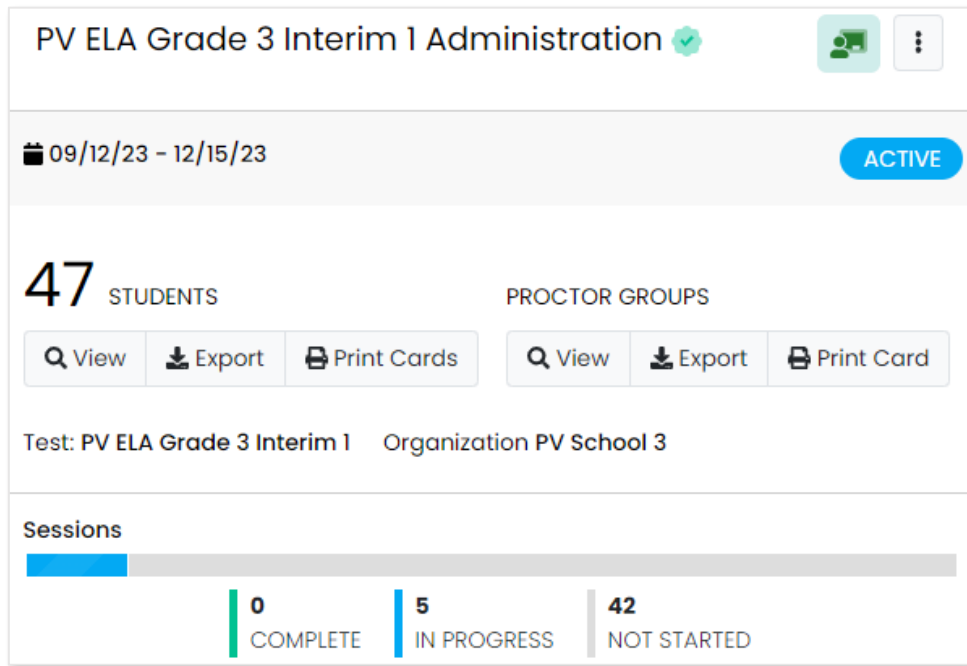 PV ELA Grade 3 Interim 1 Administration
09/12/23 - 12/15/23
ACTIVE
47 STUDENTS
PROCTOR GROUPS
View Export Print Cards
View Export Print Card
Test: PV ELA Grade 3 Interim 1 Organization PV School 3
Sessions
0
COMPLETE
5
IN PROGRESS
42
NOT STARTED